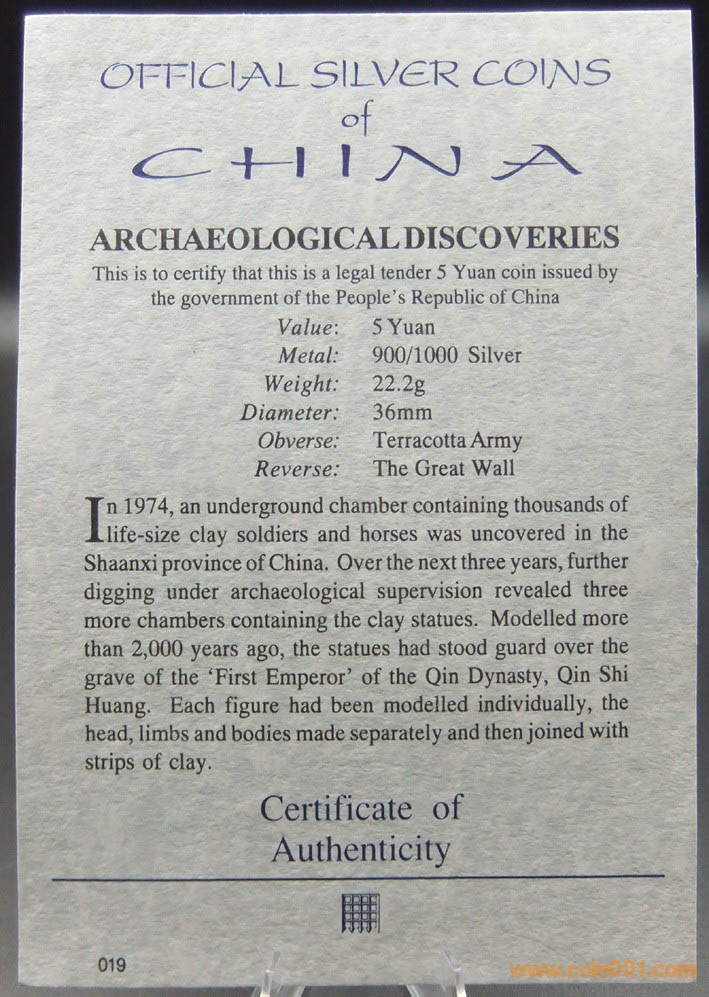 OFFICIAL SILVER COINS
of
CHINA
ARCHAEOLOGICAL DISCOVERIES
This is to certify that this is a legal tender 5 Yuan coin issued by
the government of the People's Republic of China
Value: 5 Yuan
Metal: 900/1000 Silver
Weight: 22.2g
Diameter: 36mm
Obverse: Terracotta Army
Reverse: The Great Wall
In 1974, an underground chamber containing thousands of
life-size clay soldiers and horses was uncovered in the
Shaanxi province of China. Over the next three years, further
digging under archaeological supervision revealed three
more chambers containing the clay statues. Modelled more
than 2,000 years ago, the statues had stood guard over the
grave of the 'First Emperor' of the Qin Dynasty, Qin Shi
Huang. Each figure had been modelled individually, the
head, limbs and bodies made separately and then joined with
strips of clay.
Certificate of
Authenticity
019
www.coin001.com